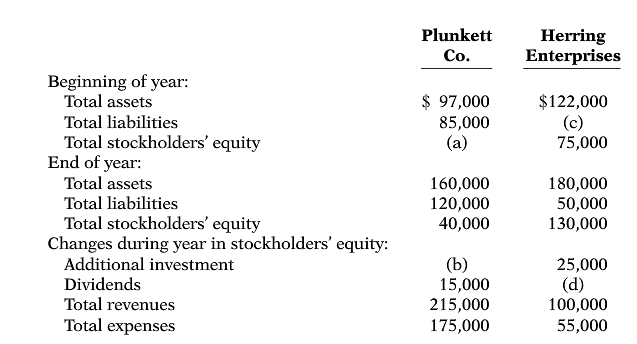 Plunkett Herring
Co. Enterprises
Beginning of year:
Total assets $ 97,000 $122,000
Total liabilities 85,000 (c)
Total stockholders’ equity (a) 75,000
End of year:
Total assets 160,000 180,000
Total liabilities 120,000 50,000
Total stockholders’ equity 40,000 130,000
Changes during year in stockholders’ equity:
Additional investment (b) 25,000
Dividends 15,000 (d)
Total revenues 215,000 100,000
Total expenses 175,000 55,000